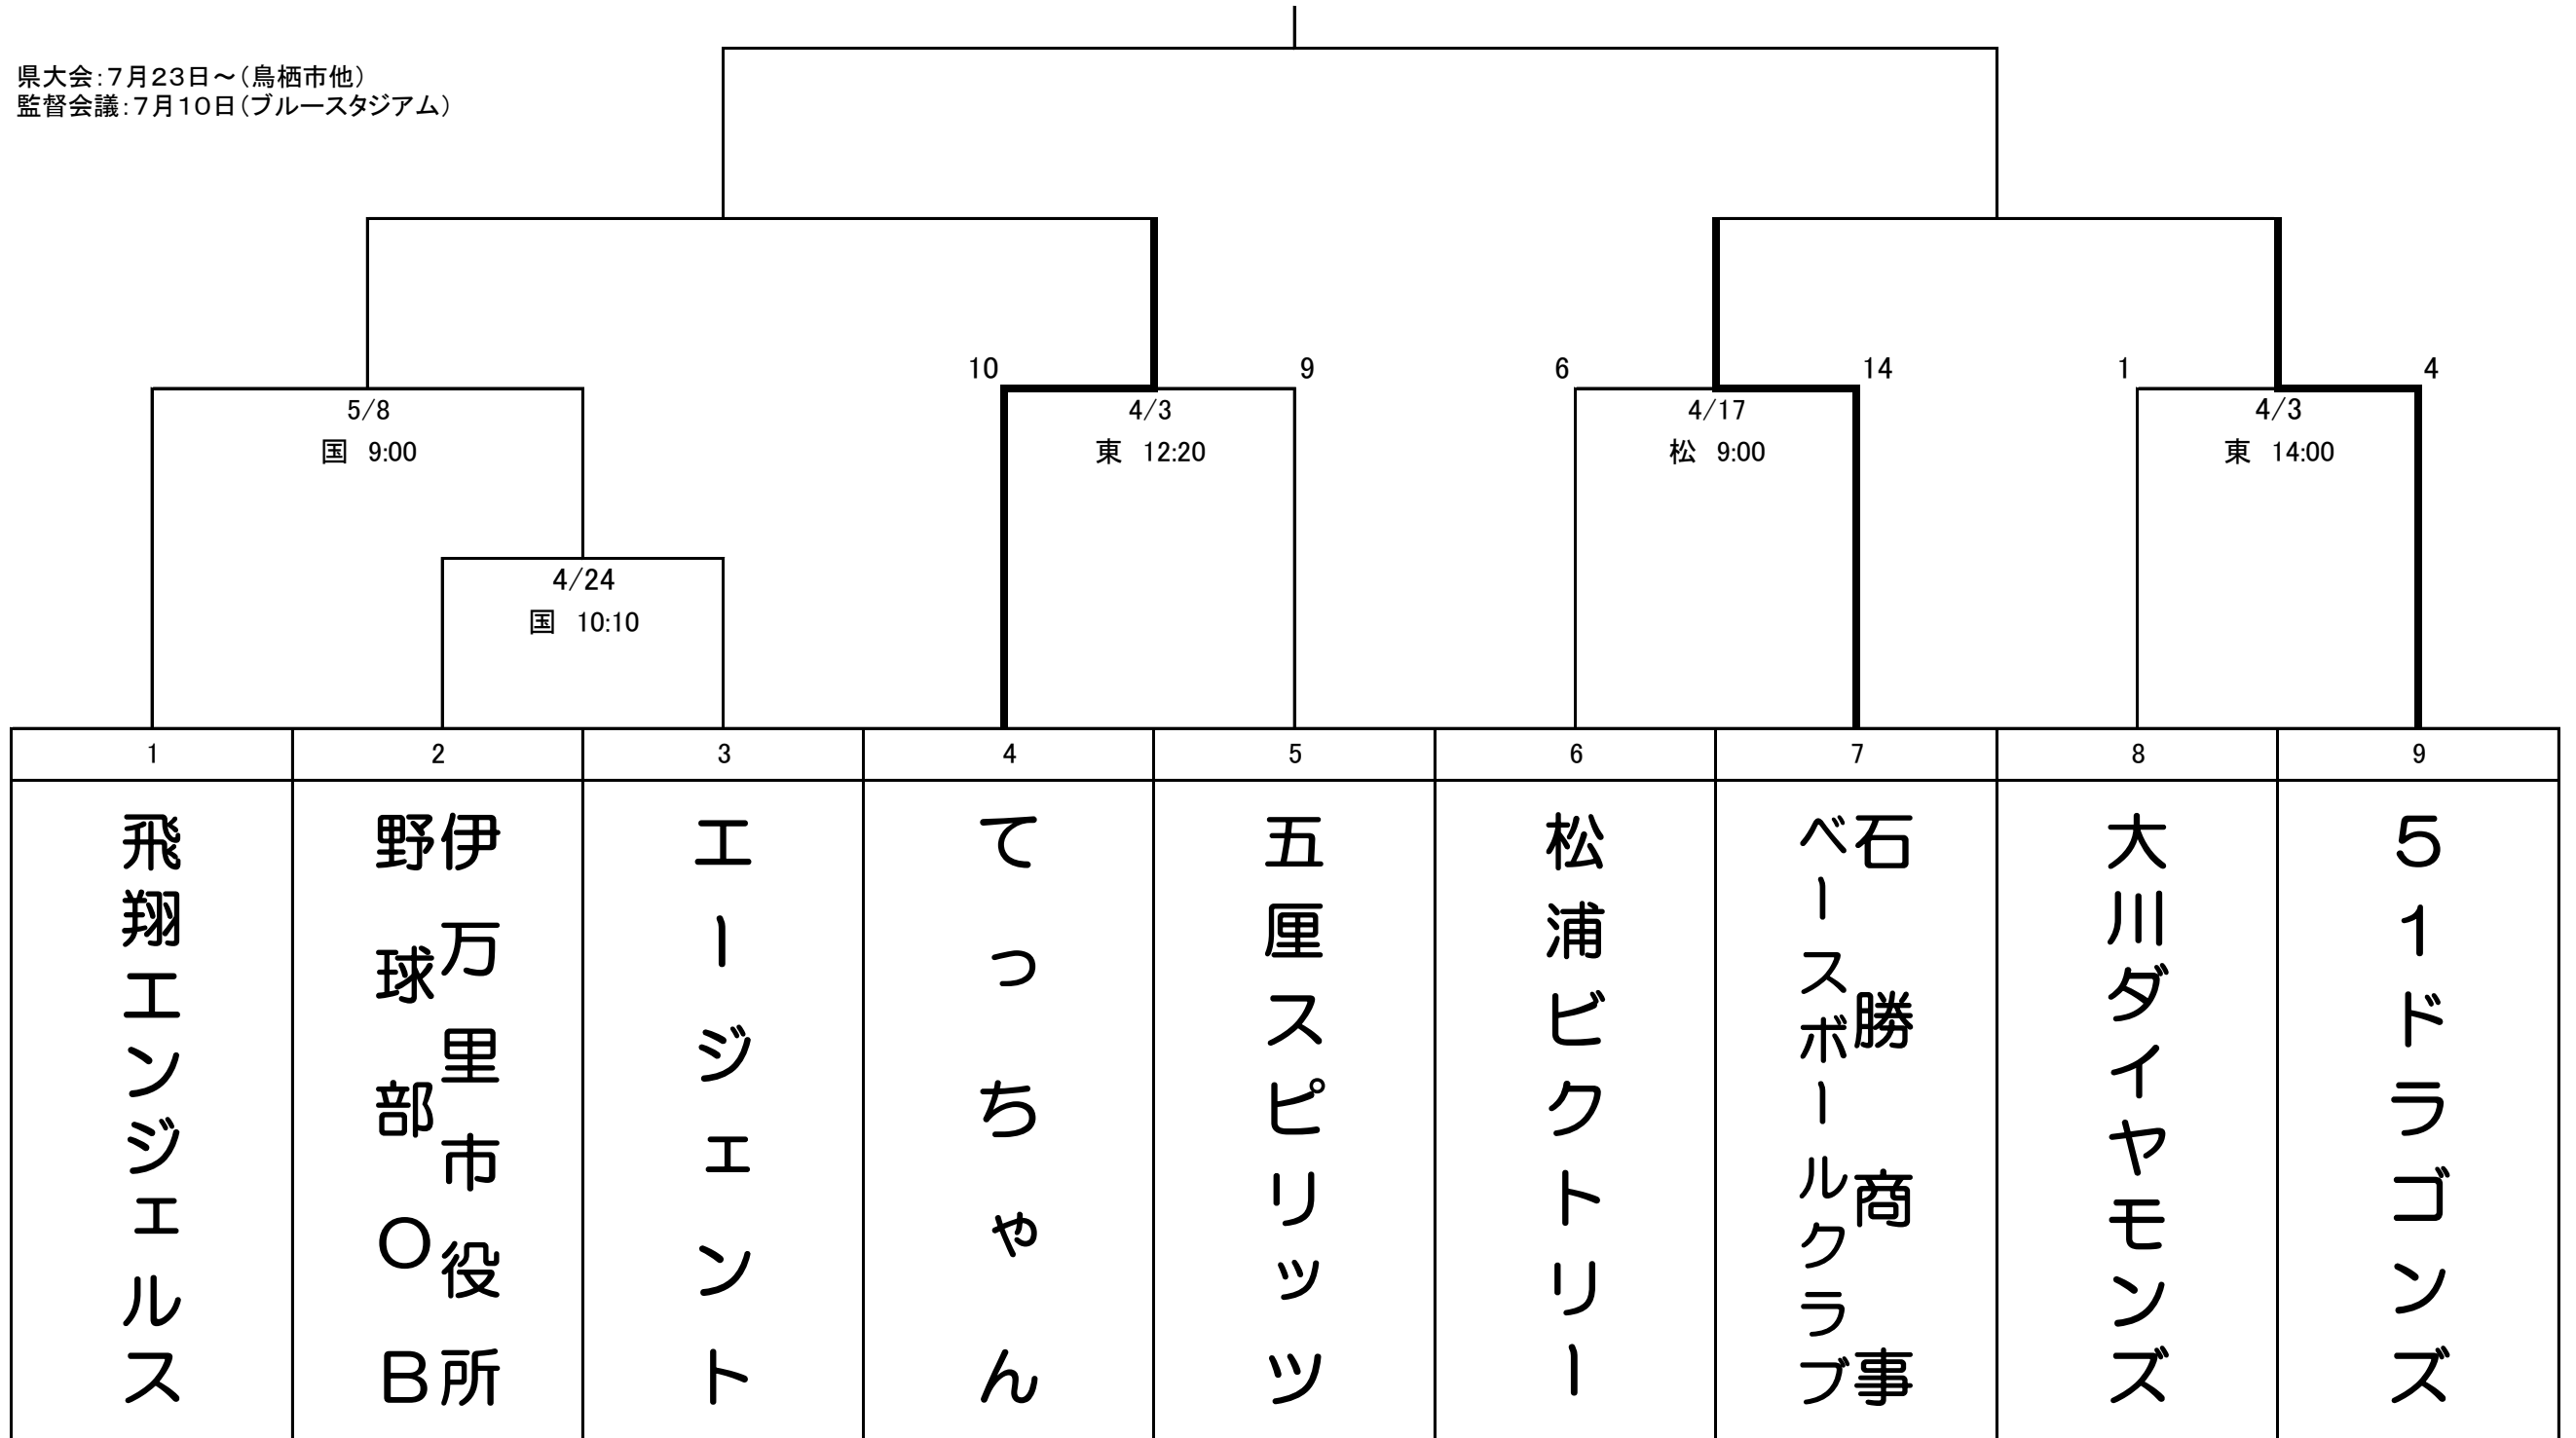 県大会：７月２３日～（鳥栖市他）
監督会議：７月１０日（ブルースタジアム）
10
9
6
14
1
4
5/8
国 9:00
4/3
東 12:20
4/17
松 9:00
4/3
東 14:00
4/24
国 10:10
1
2
3
4
5
6
7
8
9
飛翔エンジェルス
伊万里市役所
野球部ＯＢ
エージェント
てっちゃん
五厘スピリッツ
松浦ビクトリー
石勝商事
ベースボールクラブ
大川ダイヤモンズ
５１ドラゴンズ